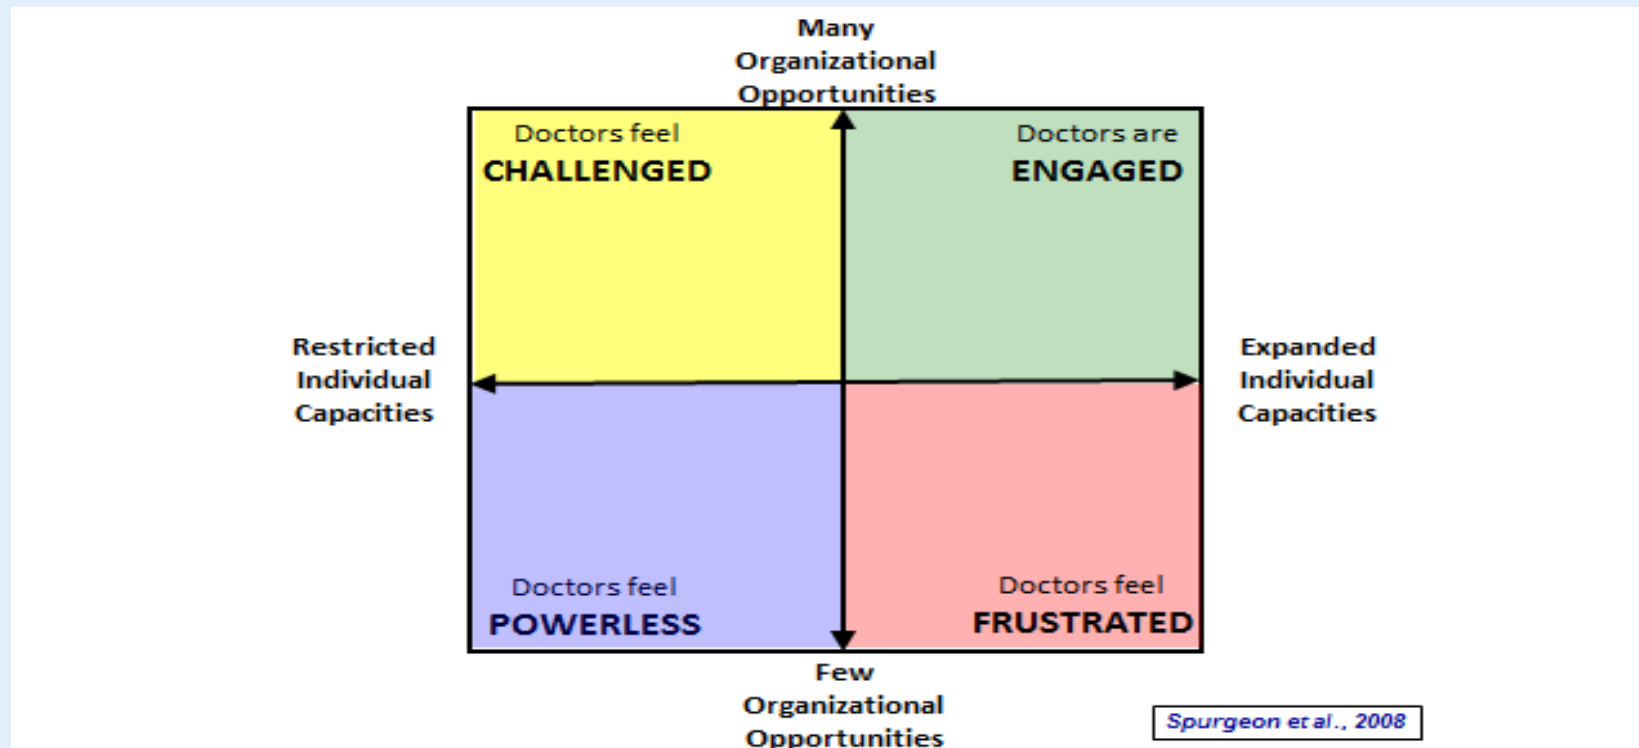 Many
Organizational
Opportunities
Doctors feel
CHALLENGED
Doctors are
ENGAGED
Restricted
Individual
Capacities
Expanded
Individual
Capacities
Doctors feel
POWERLESS
Doctors feel
FRUSTRATED
Few
Organizational
Opportunities
Spurgeon et al., 2008